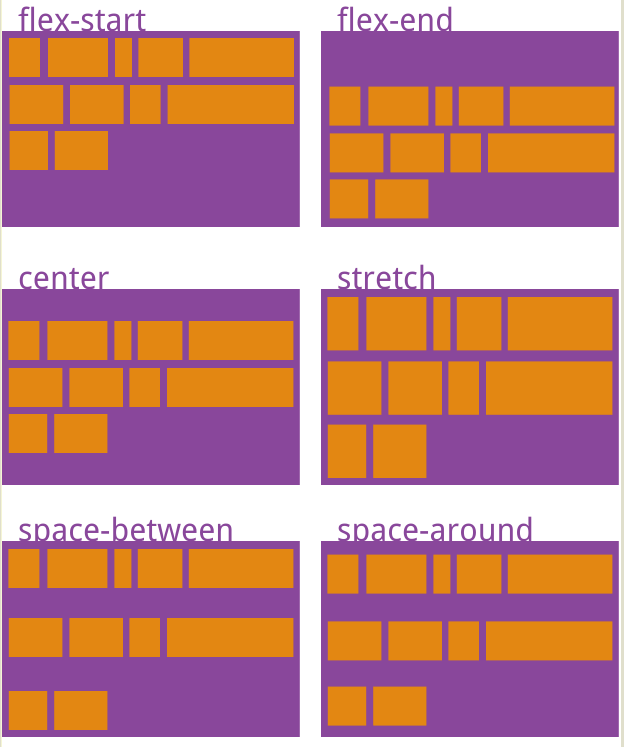 flex-start
flex-end
center
stretch
space-between
space-around